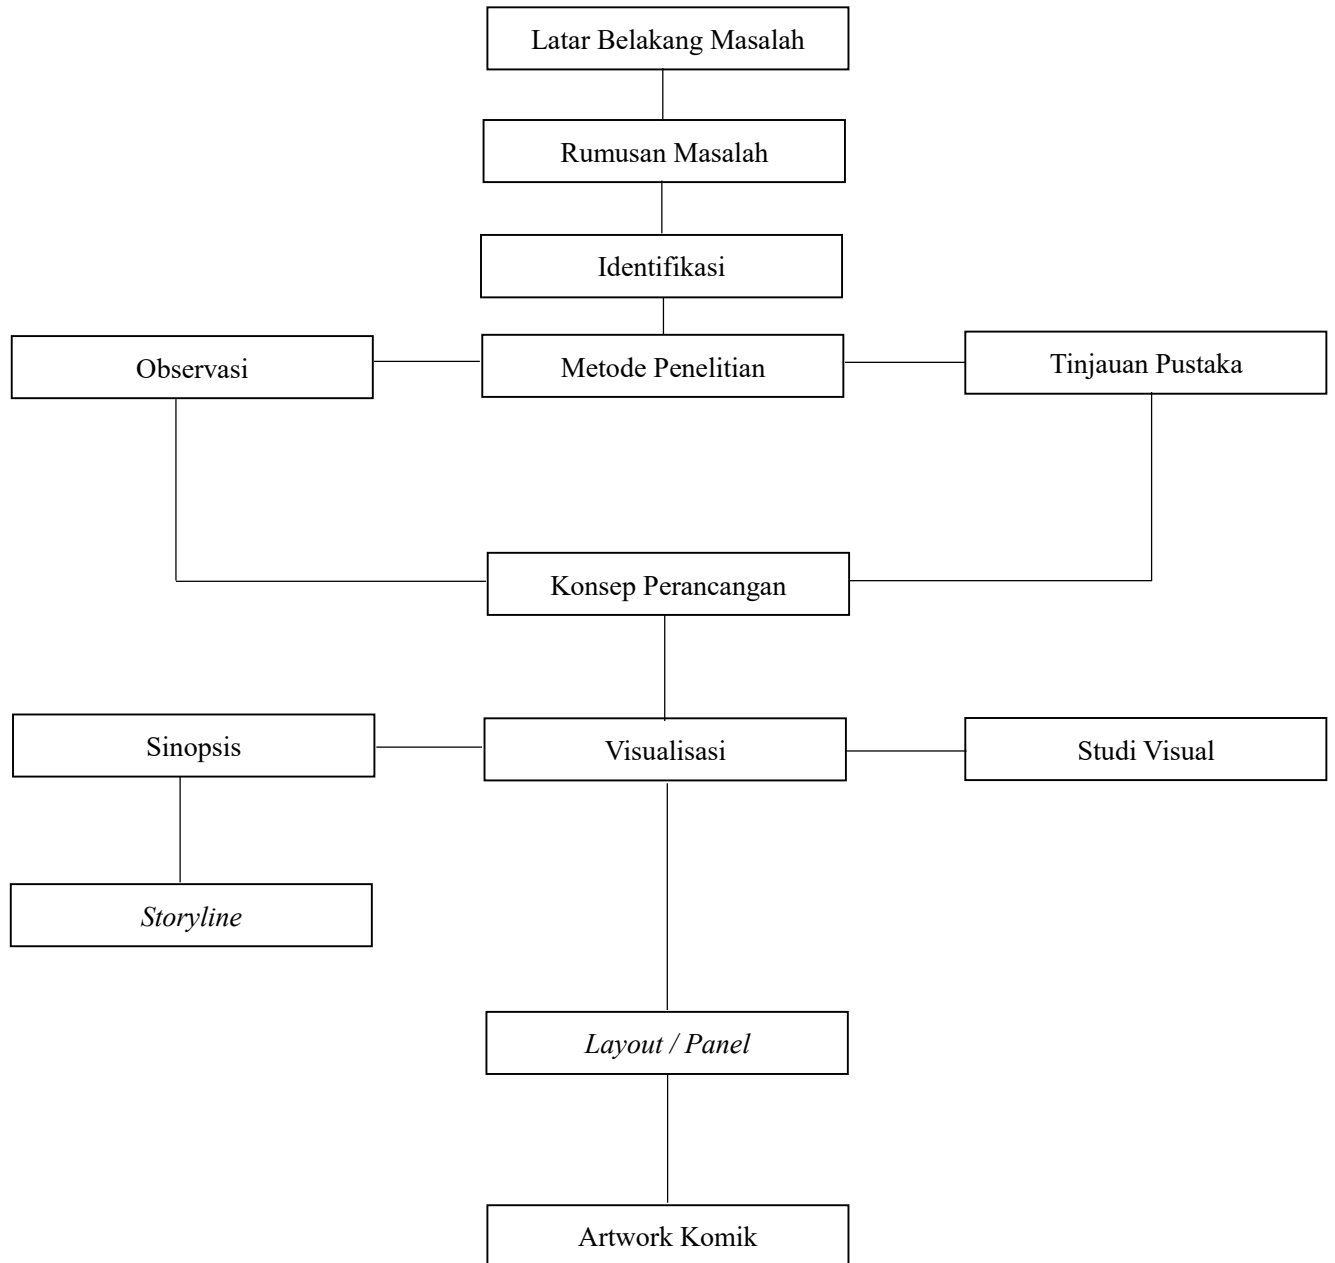 Latar Belakang Masalah
Rumusan Masalah
Identifikasi
Observasi
Metode Penelitian
Tinjauan Pustaka
Konsep Perancangan
Sinopsis
Visualisasi
Studi Visual
Storyline
Layout / Panel
Artwork Komik